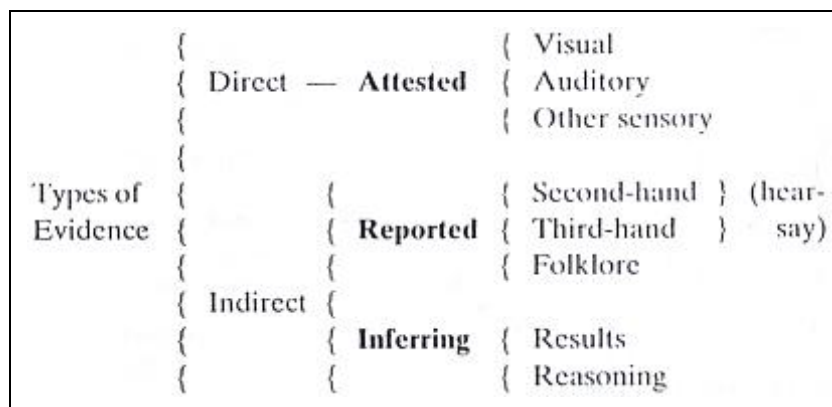 { { Visual
{ Direct — Attested { Auditory
{ { Other sensory
{
Types of { { { Second-hand } (hear-
Evidence { { Reported { Third-hand } say)
{ { { Folklore
{ Indirect {
{ { Inferring { Results
{ { { Reasoning